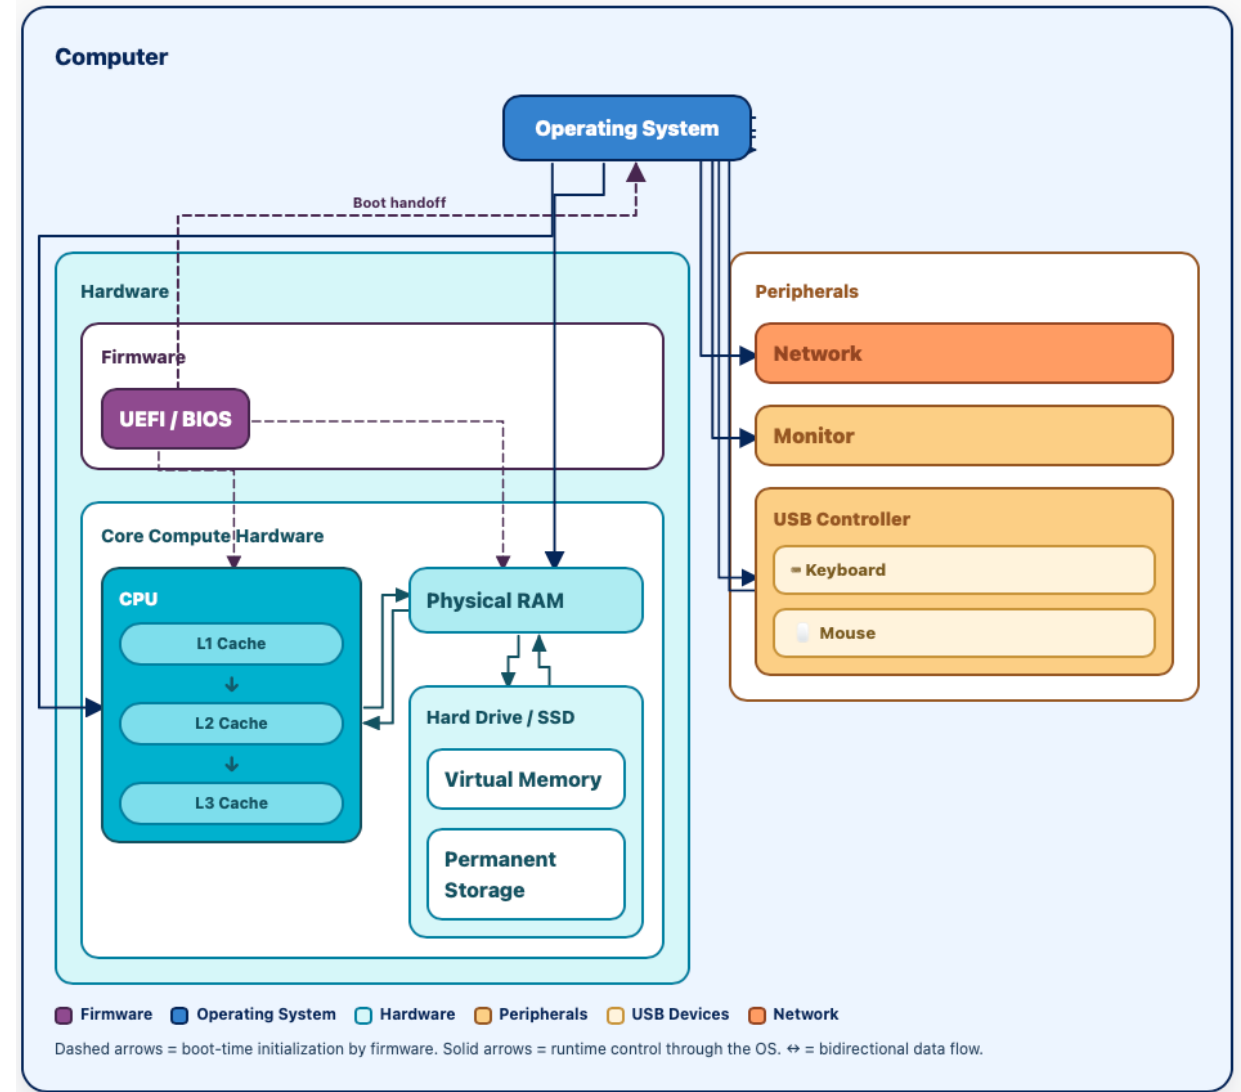 Computer
Operating System
Boot handoff
Hardware
Peripherals
Firmware
Network
UEFI / BIOS
Monitor
Core Compute Hardware
USB Controller
CPU
Physical RAM
Keyboard
L1 Cache
Mouse
↓
L2 Cache
Hard Drive / SSD
↓
Virtual Memory
L3 Cache
Permanent
Storage
Firmware Operating System Hardware Peripherals USB Devices Network
Dashed arrows = boot-time initialization by firmware. Solid arrows = runtime control through the OS. ↔ = bidirectional data flow.